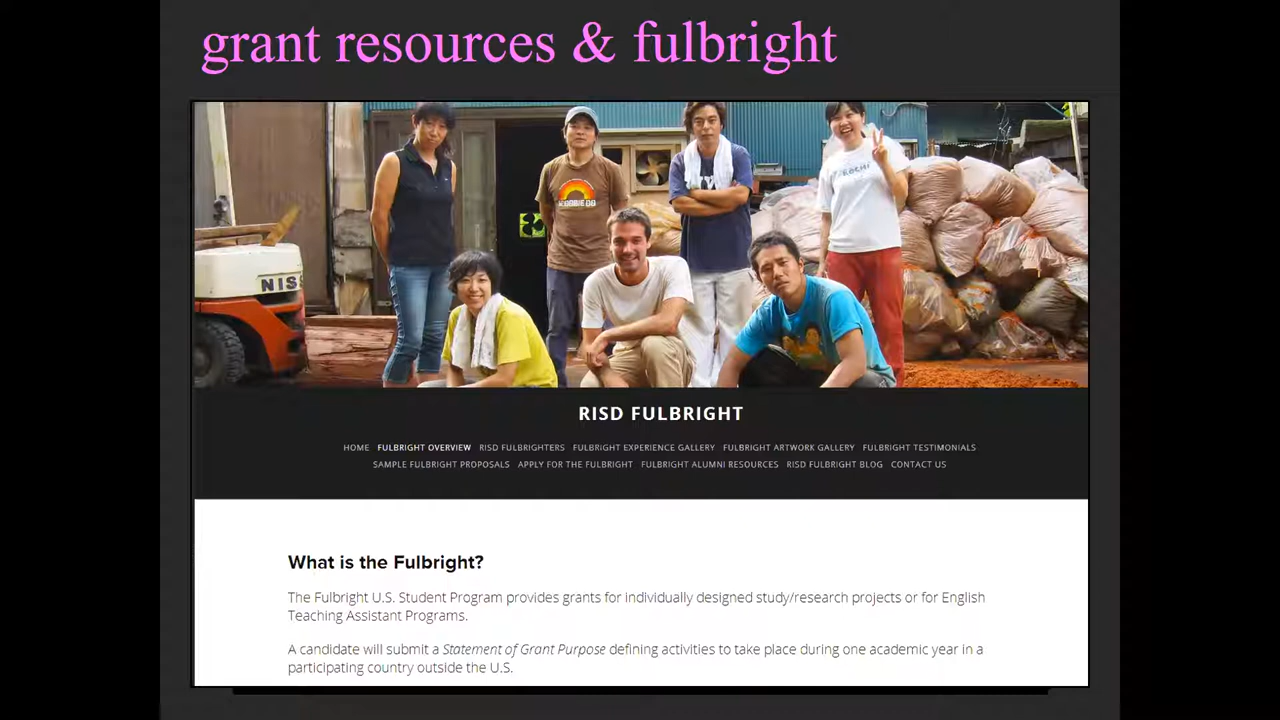 grant resources & fulbright
NIS
RISD FULBRIGHT
HOME FULBRIGHT OVERVIEW RISD FULBRIGHTERS FULBRIGHT EXPERIENCE GALLERY FULBRIGHT ARTWORK GALLERY FULBRIGHT TESTIMONIALS
SAMPLE FULBRIGHT PROPOSALS APPLY FOR THE FULBRIGHT FULBRIGHT ALUMNI RESOURCES RISD FULBRIGHT BLOG CONTACT US
What is the Fulbright?
The Fulbright U.S. Student Program provides grants for individually designed study/research projects or for English
Teaching Assistant Programs.
A candidate will submit a Statement of Grant Purpose defining activities to take place during one academic year in a
participating country outside the U.S.